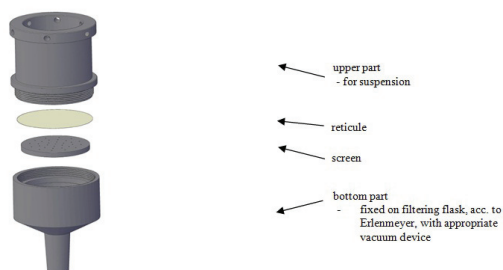 upper part
- for suspension
reticule
screen
bottom part
- fixed on filtering flask, acc. to
Erlenmeyer, with appropriate
vacuum device